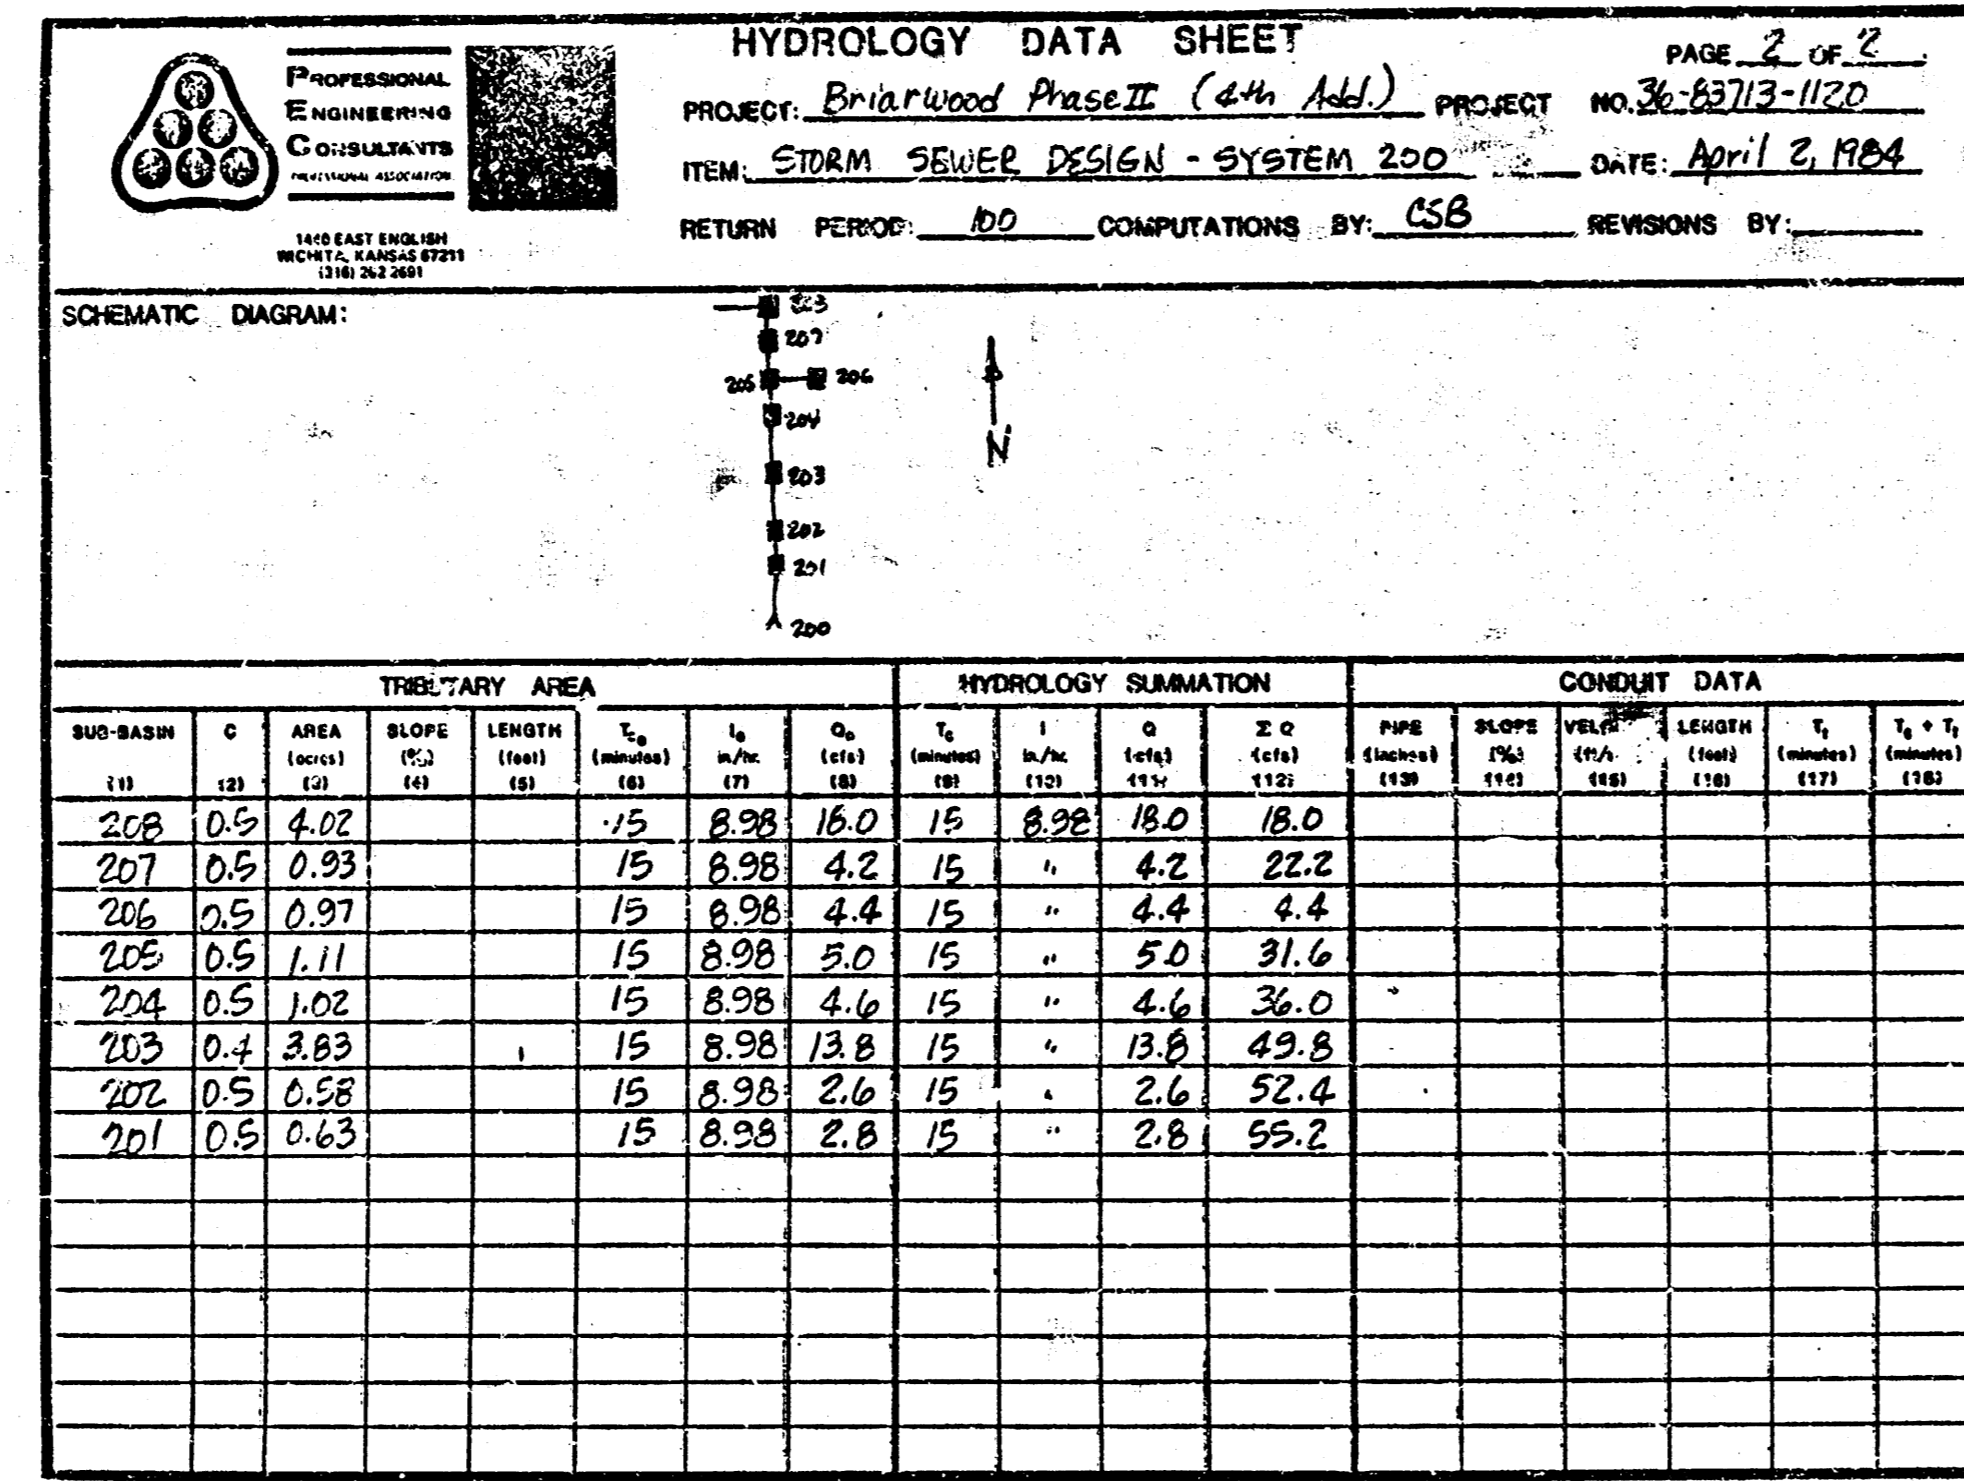 HYDROLOGY DATA SHEET
PAGE 2 OF 2
PROFESSIONAL
ENGINEERING
CONSULTANTS
PROFESSIONAL ASSOCIATION
1440 EAST ENGLISH
WICHITA, KANSAS 67211
(316) 262 2691
PROJECT: Briarwood Phase II (4th Add.) PROJECT NO. 36-83713-1120
ITEM: STORM SEWER DESIGN - SYSTEM 200 DATE: April 2, 1984
RETURN PERIOD: 100 COMPUTATIONS BY: CSB REVISIONS BY:
SCHEMATIC DIAGRAM:
207
205 206
204
N
203
202
201
200
TRIBUTARY AREA HYDROLOGY SUMMATION CONDUIT DATA
SUB-BASIN C AREA SLOPE LENGTH Tco Io Qo Tc I Q Σ Q PIPE SLOPE LENGTH Tt Tc + Tt
(acres) (%) (feet) (minutes) in/hr. (cfs) (minutes) in./hr. (cfs) (cfs) (inches) (%) (feet) (minutes) (minutes)
(1) (2) (3) (4) (5) (6) (7) (8) (9) (10) (11) (12) (13) (14) (15) (16) (17) (18)
208 0.5 4.02 15 8.98 18.0 15 8.98 18.0 18.0
207 0.5 0.93 15 8.98 4.2 15 " 4.2 22.2
206 0.5 0.97 15 8.98 4.4 15 " 4.4 4.4
205 0.5 1.11 15 8.98 5.0 15 " 5.0 31.6
204 0.5 1.02 15 8.98 4.6 15 " 4.6 36.0
203 0.4 3.83 15 8.98 13.8 15 " 13.8 49.8
202 0.5 0.58 15 8.98 2.6 15 " 2.6 52.4
201 0.5 0.63 15 8.98 2.8 15 " 2.8 55.2